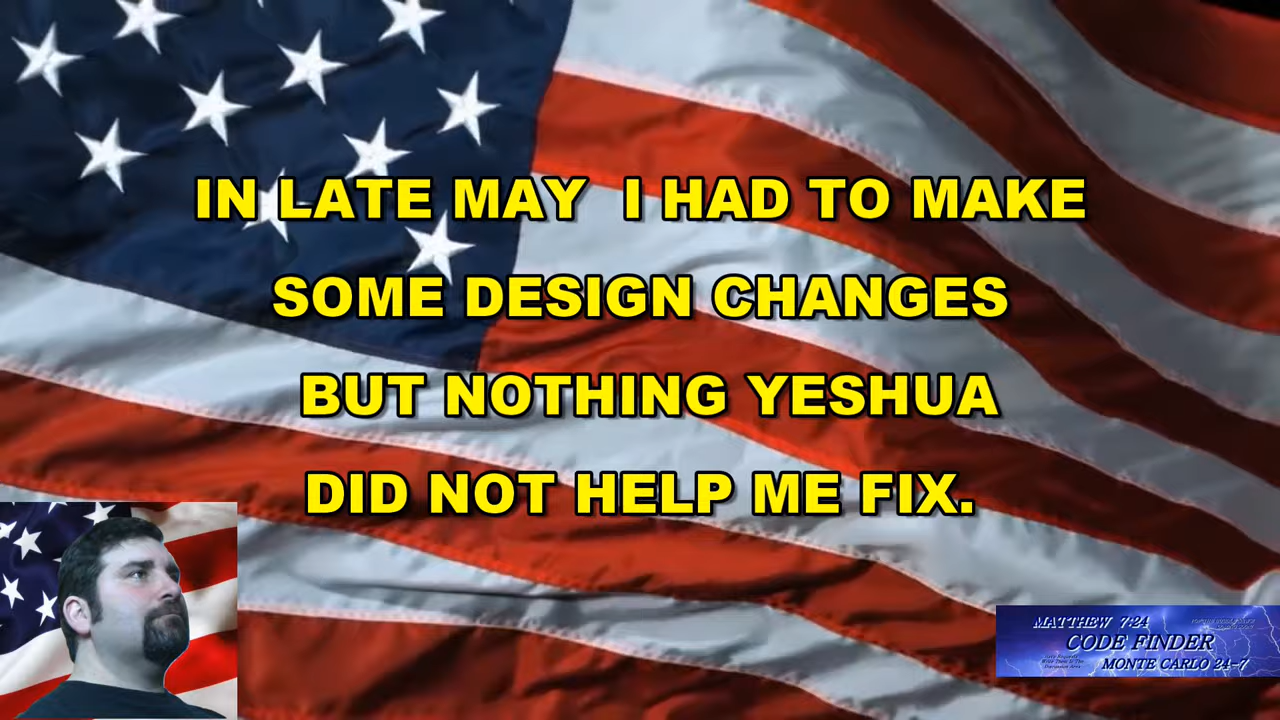 IN LATE MAY  I HAD TO MAKE
SOME DESIGN CHANGES
BUT NOTHING YESHUA
DID NOT HELP ME FIX.
MATTHEW 7:24
CODE FINDER
MONTE CARLO 24-7